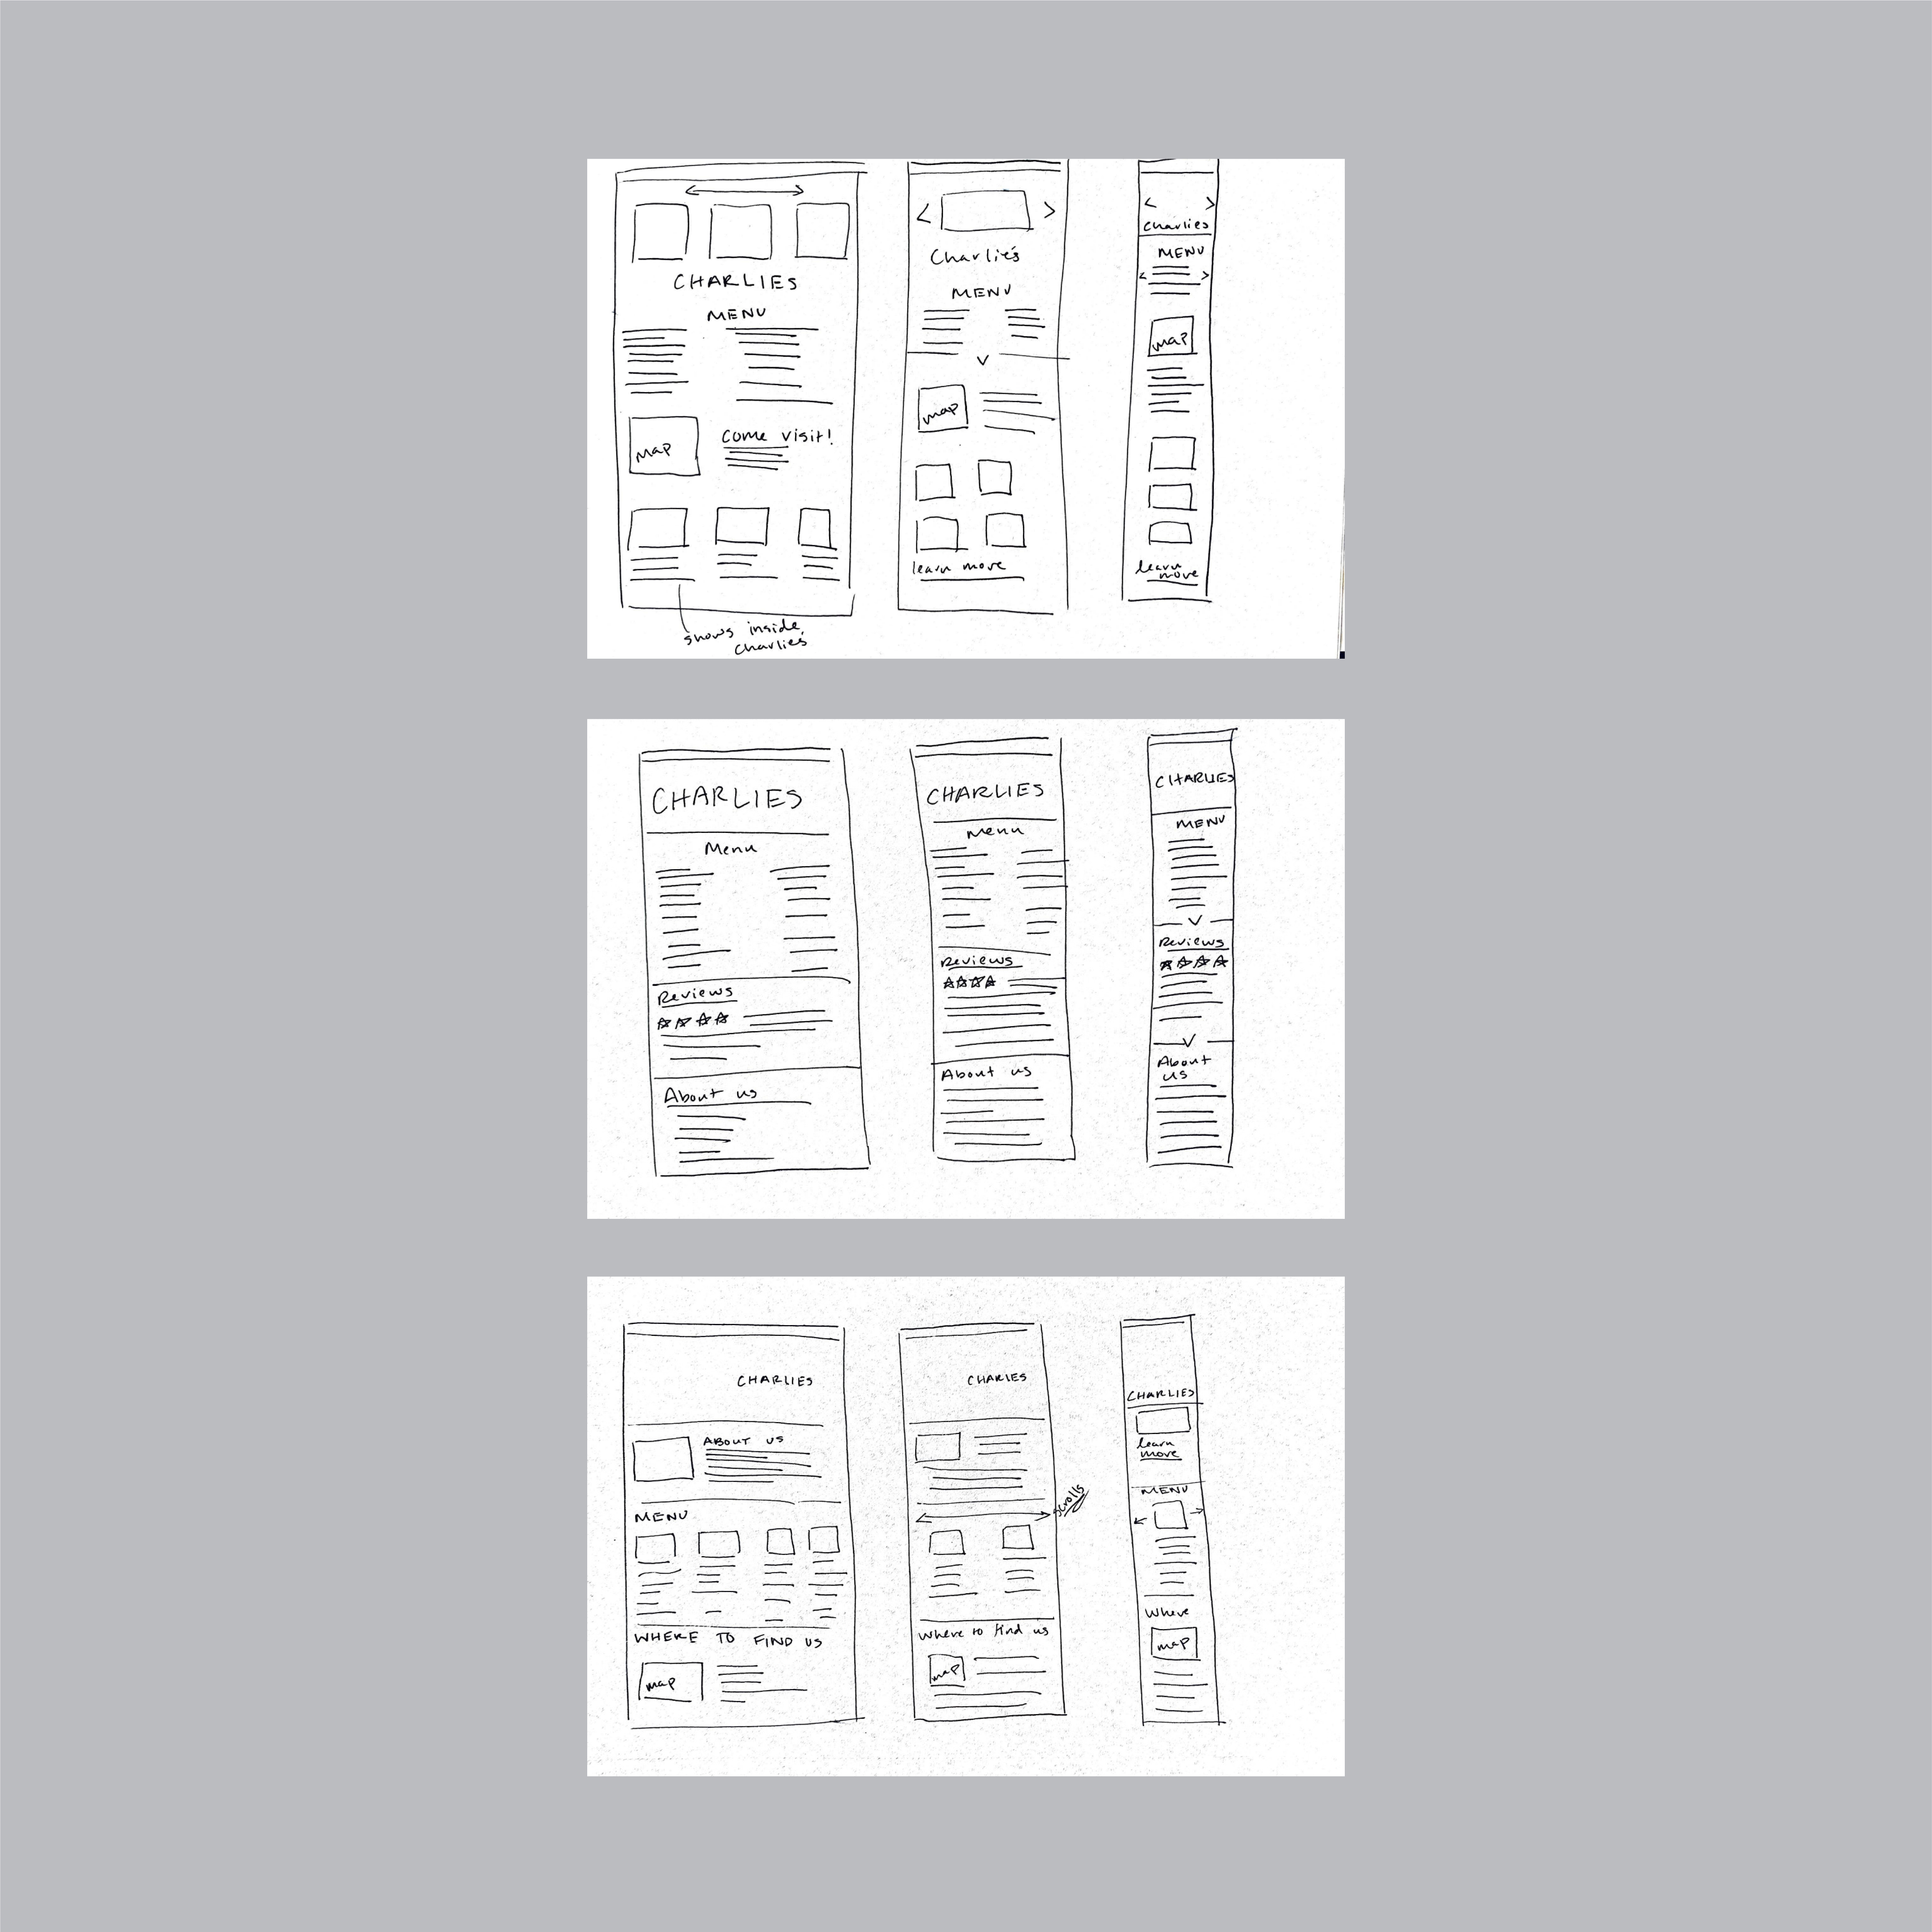 CHARLIES
MENU
map
come visit!
shows inside
charlie's
Charlie's
MENU
map
learn more
charlies
MENU
map
learn
more
CHARLIES
Menu
Reviews
About us
CHARLIES
Menu
Reviews
About us
CHARLIES
MENU
Reviews
About
us
CHARLIES
ABOUT US
MENU
WHERE TO FIND US
map
CHARLES
scrolls
Where to find us
map
CHARLIES
learn
more
MENU
Where
map